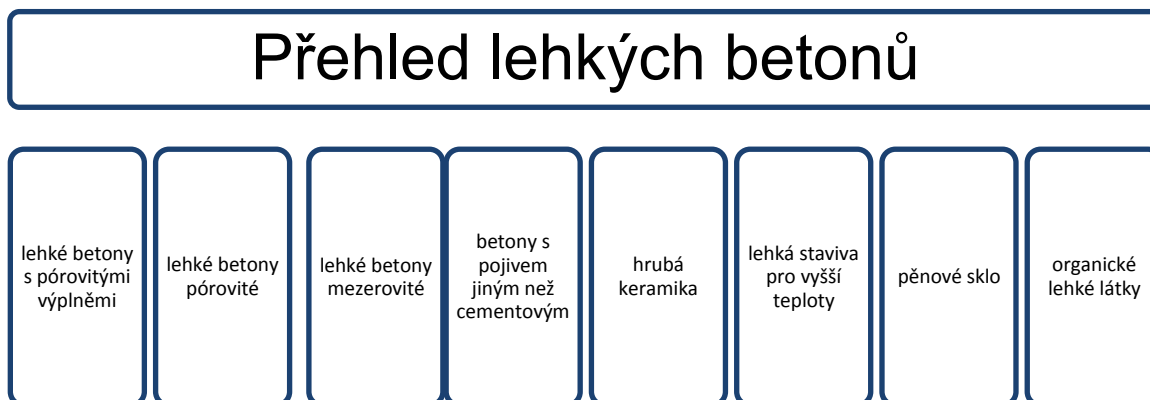 Přehled lehkých betonů
lehké betony
s pórovitými
výplněmi
lehké betony
pórovité
lehké betony
mezerovité
betony s
pojivem
jiným než
cementovým
hrubá
keramika
lehká staviva
pro vyšší
teploty
pěnové sklo
organické
lehké látky